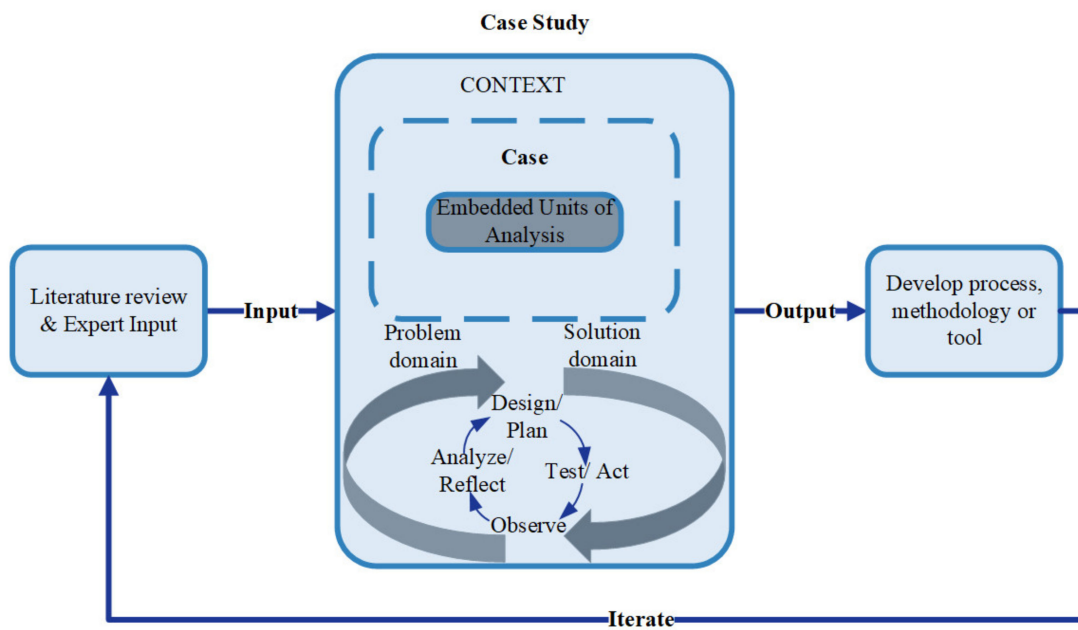 Case Study
CONTEXT
Case
Embedded Units of
Analysis
Literature review
& Expert Input
Input
Output
Develop process,
methodology or
tool
Problem
domain
Solution
domain
Design/
Plan
Analyze/
Reflect
Test/ Act
Observe
Iterate